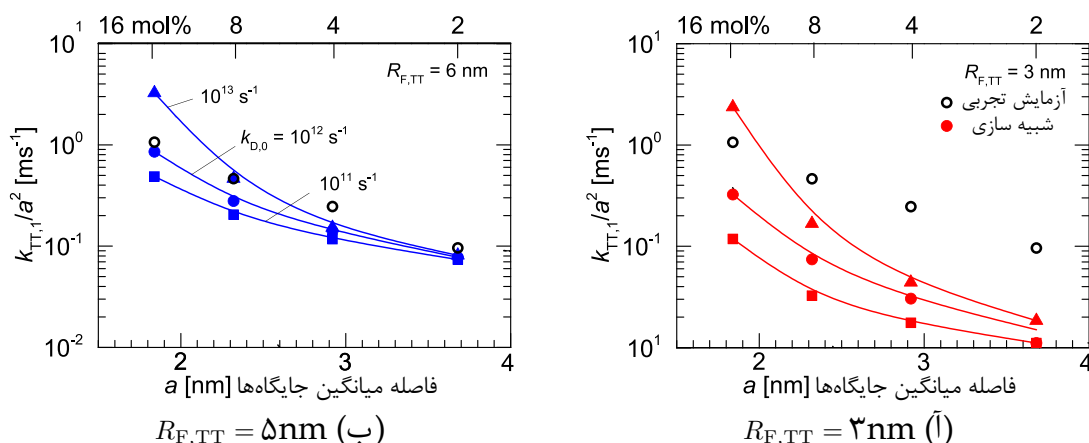 16 mol% 8 4 2
10¹
10⁰
10⁻¹
10⁻²
k_TT,1/a² [ms⁻¹]
R_F,TT = 6 nm
10¹³ s⁻¹
k_D,0 = 10¹² s⁻¹
10¹¹ s⁻¹
2 3 4
فاصله میانگین جایگاه‌ها a [nm]
(ب) R_F,TT = ۵nm
16 mol% 8 4 2
10¹
10⁰
10⁻¹
10¹
k_TT,1/a² [ms⁻¹]
R_F,TT = 3 nm
آزمایش تجربی
شبیه سازی
2 3 4
فاصله میانگین جایگاه‌ها a [nm]
(آ) R_F,TT = ۳nm